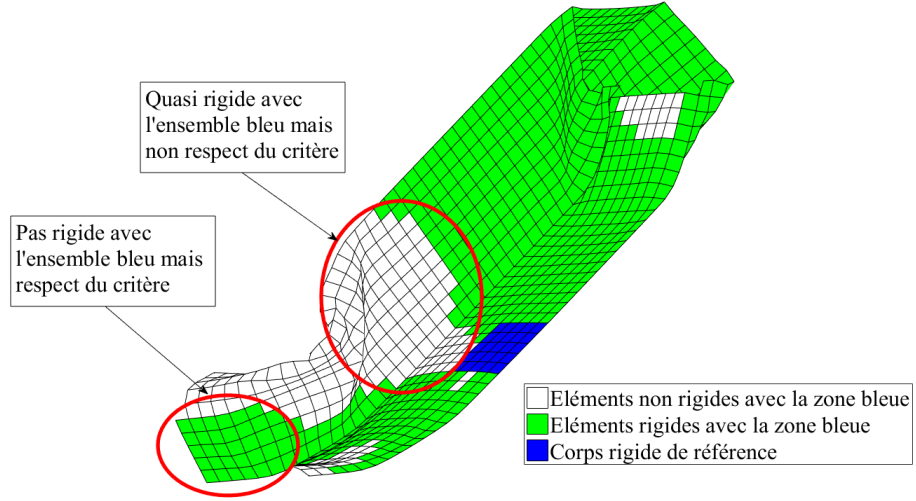 Quasi rigide avec
l'ensemble bleu mais
non respect du critère
Pas rigide avec
l'ensemble bleu mais
respect du critère
Eléments non rigides avec la zone bleue
Eléments rigides avec la zone bleue
Corps rigide de référence